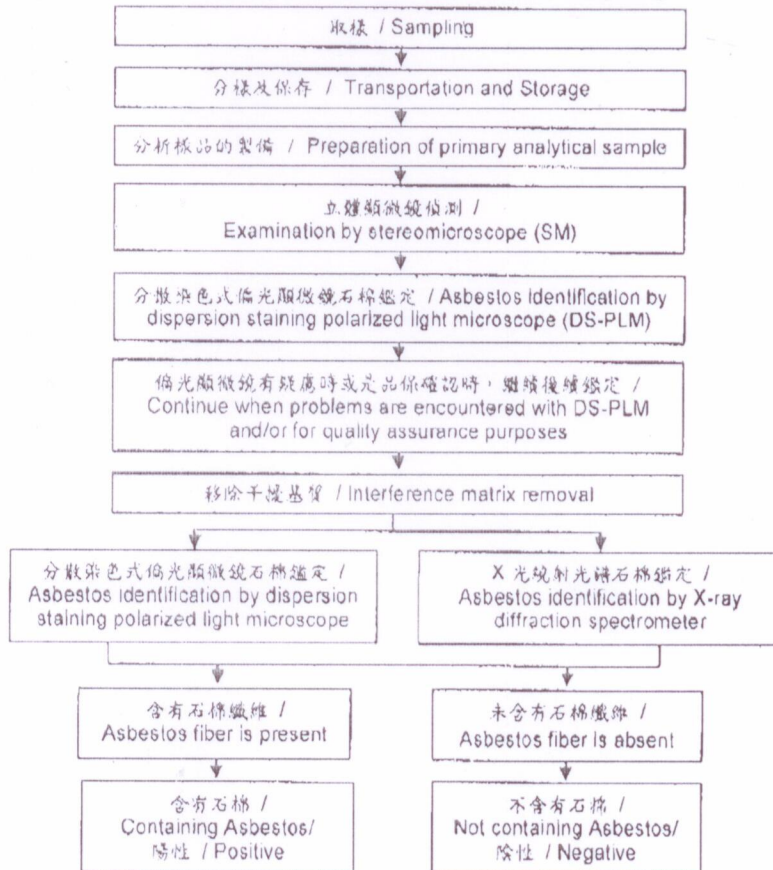 取樣 / Sampling
分樣及保存 / Transportation and Storage
分析樣品的製備 / Preparation of primary analytical sample
立體顯微鏡偵測 /
Examination by stereomicroscope (SM)
分散染色式偏光顯微鏡石棉鑑定 / Asbestos identification by
dispersion staining polarized light microscope (DS-PLM)
偏光顯微鏡有疑慮時或是品保確認時，繼續後續鑑定 /
Continue when problems are encountered with DS-PLM
and/or for quality assurance purposes
移除干擾基質 / Interference matrix removal
分散染色式偏光顯微鏡石棉鑑定 /
Asbestos identification by dispersion
staining polarized light microscope
X 光繞射光譜石棉鑑定 /
Asbestos identification by X-ray
diffraction spectrometer
含有石棉纖維 /
Asbestos fiber is present
未含有石棉纖維 /
Asbestos fiber is absent
含有石棉 /
Containing Asbestos/
陽性 / Positive
不含有石棉 /
Not containing Asbestos/
陰性 / Negative